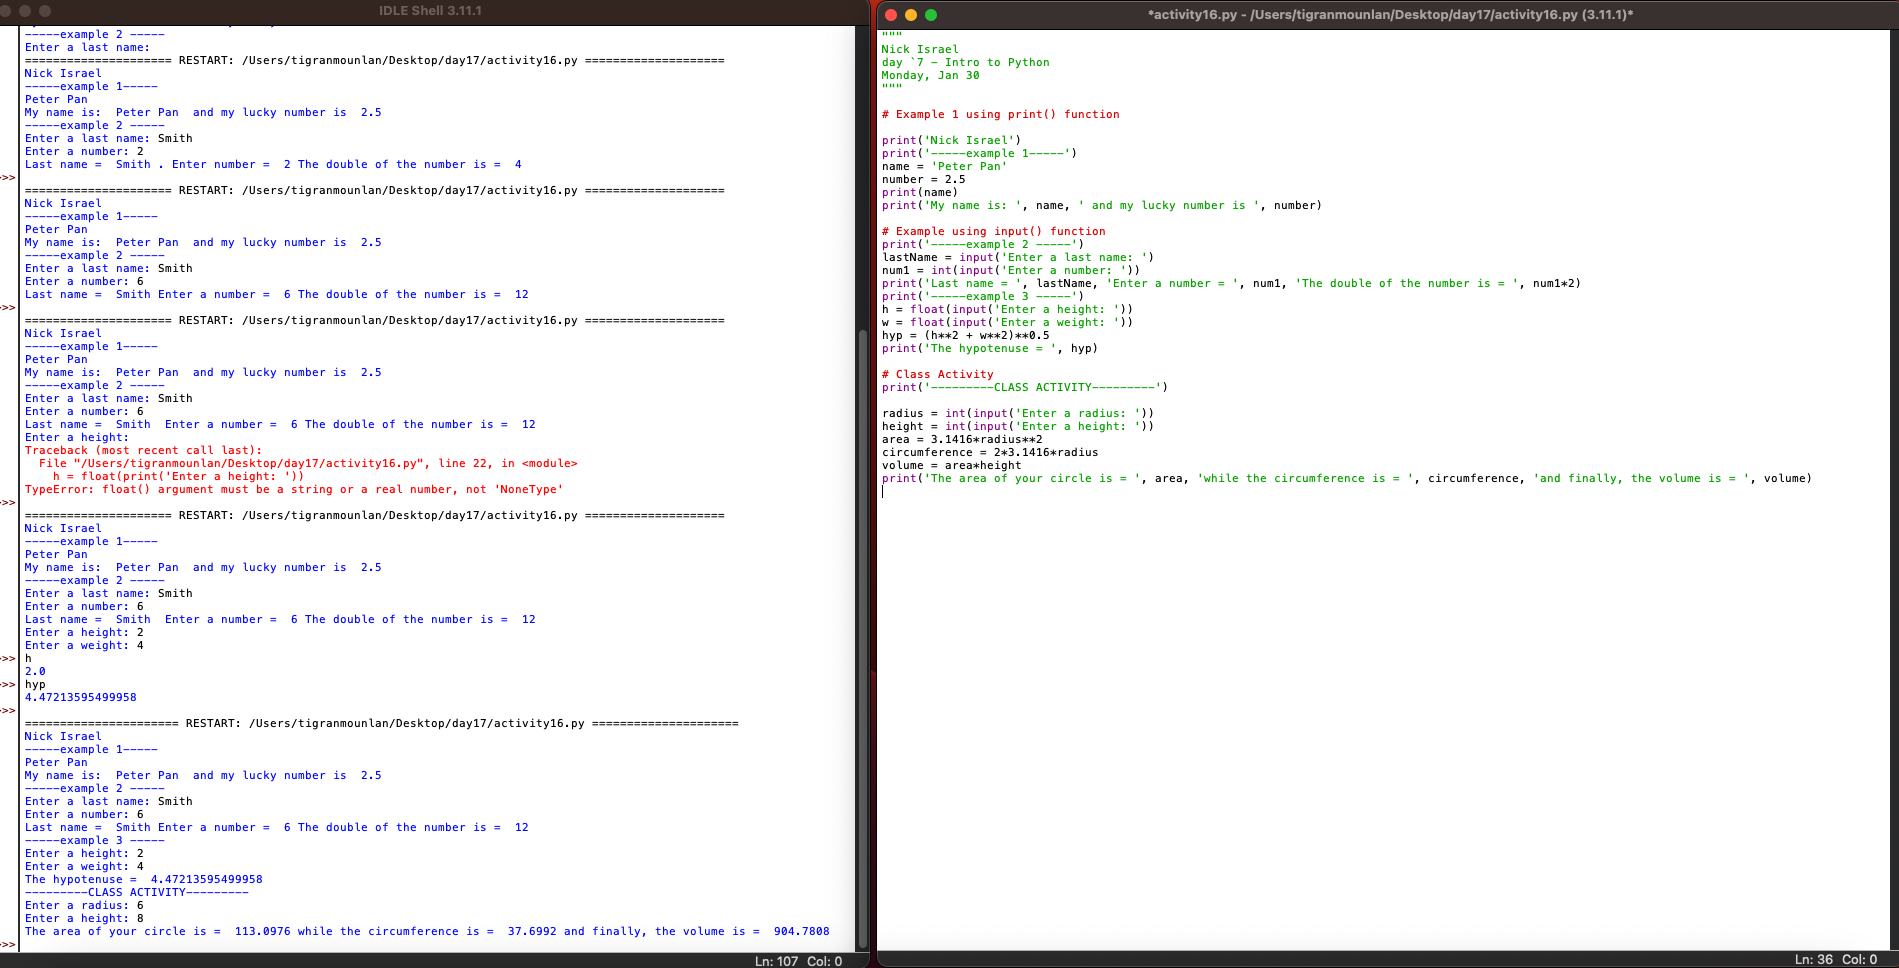 IDLE Shell 3.11.1
-----example 2 -----
Enter a last name:
===================== RESTART: /Users/tigranmounlan/Desktop/day17/activity16.py ====================
Nick Israel
-----example 1-----
Peter Pan
My name is:  Peter Pan  and my lucky number is  2.5
-----example 2 -----
Enter a last name: Smith
Enter a number: 2
Last name =  Smith . Enter number =  2 The double of the number is =  4
>>>
===================== RESTART: /Users/tigranmounlan/Desktop/day17/activity16.py ====================
Nick Israel
-----example 1-----
Peter Pan
My name is:  Peter Pan  and my lucky number is  2.5
-----example 2 -----
Enter a last name: Smith
Enter a number: 6
Last name =  Smith Enter a number =  6 The double of the number is =  12
>>>
===================== RESTART: /Users/tigranmounlan/Desktop/day17/activity16.py ====================
Nick Israel
-----example 1-----
Peter Pan
My name is:  Peter Pan  and my lucky number is  2.5
-----example 2 -----
Enter a last name: Smith
Enter a number: 6
Last name =  Smith  Enter a number =  6 The double of the number is =  12
Enter a height:
Traceback (most recent call last):
  File "/Users/tigranmounlan/Desktop/day17/activity16.py", line 22, in <module>
    h = float(print('Enter a height: '))
TypeError: float() argument must be a string or a real number, not 'NoneType'
>>>
===================== RESTART: /Users/tigranmounlan/Desktop/day17/activity16.py ====================
Nick Israel
-----example 1-----
Peter Pan
My name is:  Peter Pan  and my lucky number is  2.5
-----example 2 -----
Enter a last name: Smith
Enter a number: 6
Last name =  Smith  Enter a number =  6 The double of the number is =  12
Enter a height: 2
Enter a weight: 4
>>> h
2.0
>>> hyp
4.47213595499958
>>>
====================== RESTART: /Users/tigranmounlan/Desktop/day17/activity16.py =====================
Nick Israel
-----example 1-----
Peter Pan
My name is:  Peter Pan  and my lucky number is  2.5
-----example 2 -----
Enter a last name: Smith
Enter a number: 6
Last name =  Smith Enter a number =  6 The double of the number is =  12
-----example 3 -----
Enter a height: 2
Enter a weight: 4
The hypotenuse =  4.47213595499958
---------CLASS ACTIVITY---------
Enter a radius: 6
Enter a height: 8
The area of your circle is =  113.0976 while the circumference is =  37.6992 and finally, the volume is =  904.7808
>>>
Ln: 107  Col: 0
*activity16.py - /Users/tigranmounlan/Desktop/day17/activity16.py (3.11.1)*
"""
Nick Israel
day `7 - Intro to Python
Monday, Jan 30
"""
# Example 1 using print() function
print('Nick Israel')
print('-----example 1-----')
name = 'Peter Pan'
number = 2.5
print(name)
print('My name is: ', name, ' and my lucky number is ', number)
# Example using input() function
print('-----example 2 -----')
lastName = input('Enter a last name: ')
num1 = int(input('Enter a number: '))
print('Last name = ', lastName, 'Enter a number = ', num1, 'The double of the number is = ', num1*2)
print('-----example 3 -----')
h = float(input('Enter a height: '))
w = float(input('Enter a weight: '))
hyp = (h**2 + w**2)**0.5
print('The hypotenuse = ', hyp)
# Class Activity
print('---------CLASS ACTIVITY---------')
radius = int(input('Enter a radius: '))
height = int(input('Enter a height: '))
area = 3.1416*radius**2
circumference = 2*3.1416*radius
volume = area*height
print('The area of your circle is = ', area, 'while the circumference is = ', circumference, 'and finally, the volume is = ', volume)
Ln: 36  Col: 0